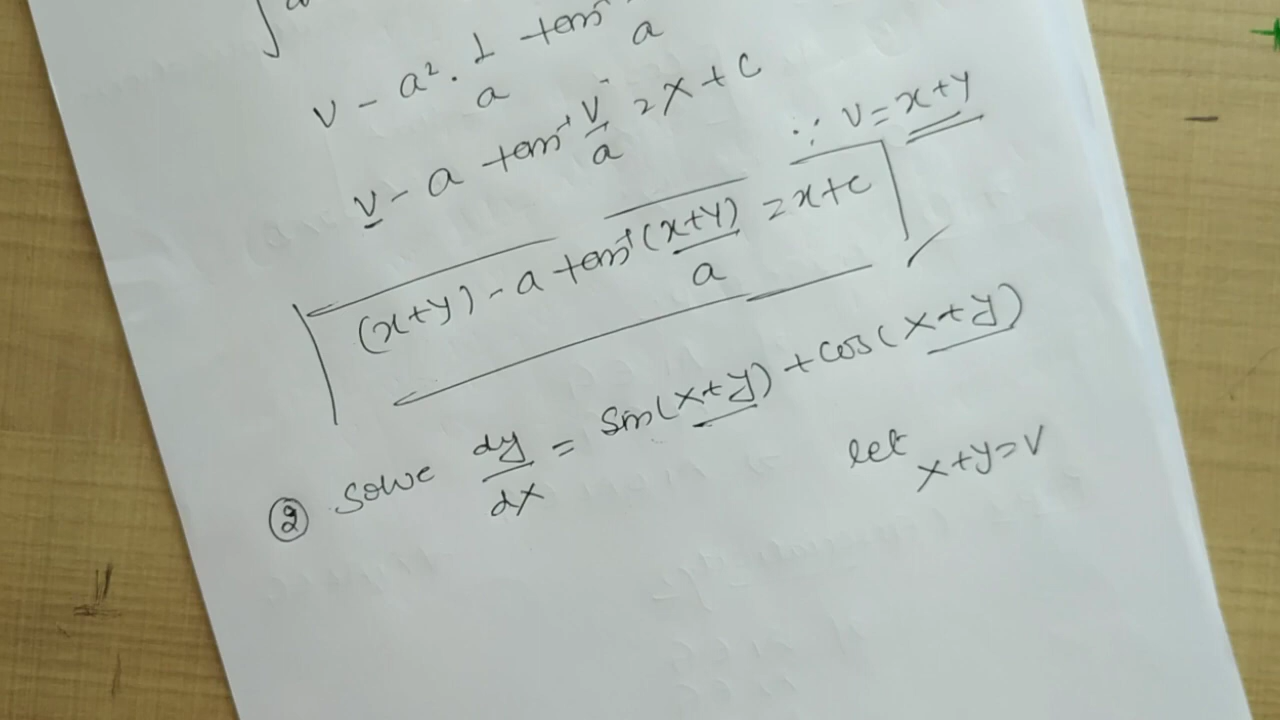 v - a². 1/a tan⁻¹ /a
v - a tan⁻¹ v/a = x + c
∵ v = x+y
(x+y) - a tan⁻¹ (x+y)/a = x+c
② Solve dy/dx = Sin(x+y) + cos(x+y)
let x+y=v